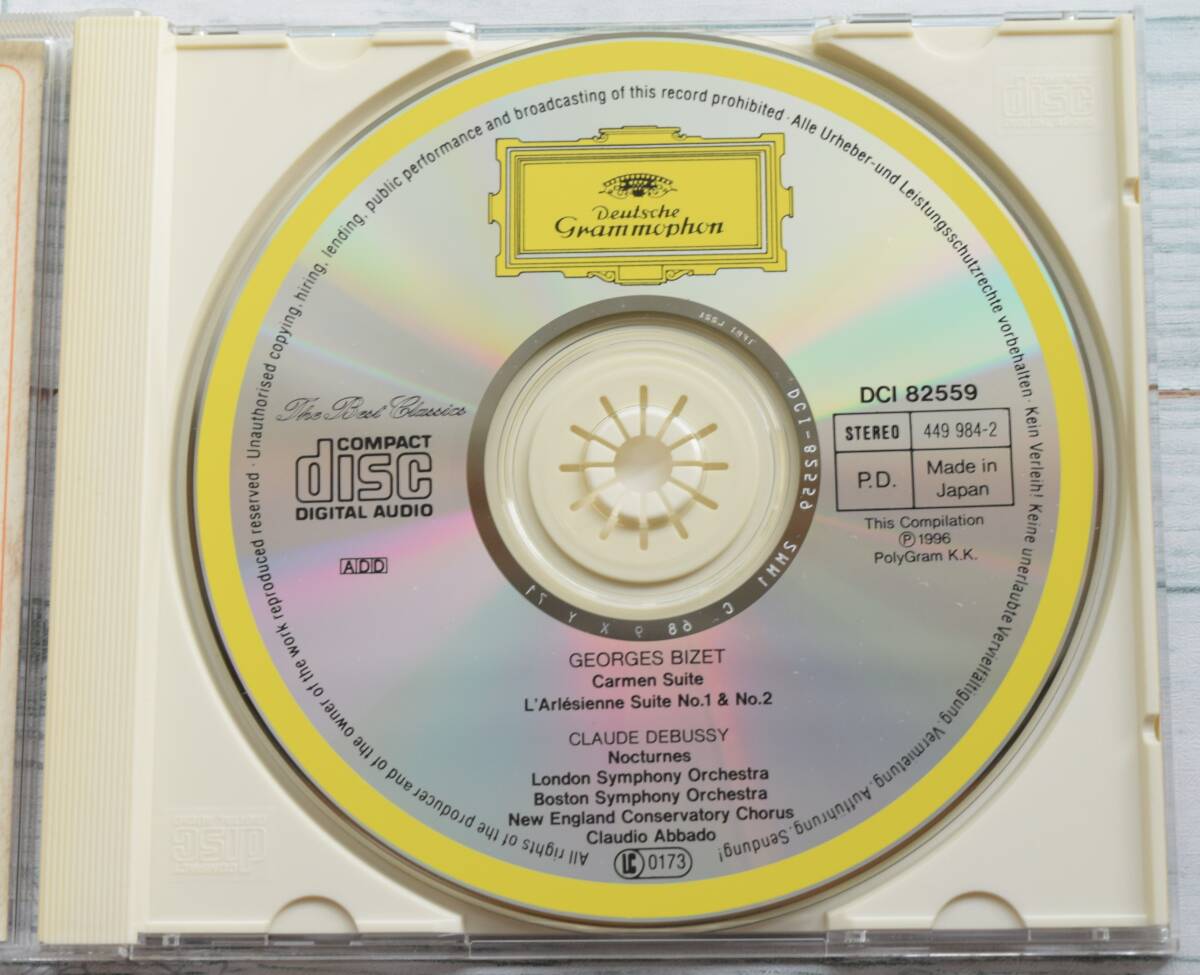 Unauthorised copying, hiring, lending, public performance and broadcasting of this record prohibited · Alle Urheber-und Leistungsschutzrechte vorbehalten · Kein Verleih! Keine unerlaubte Vervielfältigung, Vermietung, Aufführung, Sendung!
Deutsche
Grammophon
The Best Classics
COMPACT
disc
DIGITAL AUDIO
ADD
DCI 82559
STEREO
449 984-2
P.D.
Made in
Japan
This Compilation
℗ 1996
PolyGram K.K.
DCI-82559
GEORGES BIZET
Carmen Suite
L'Arlésienne Suite No.1 & No.2
CLAUDE DEBUSSY
Nocturnes
London Symphony Orchestra
Boston Symphony Orchestra
New England Conservatory Chorus
Claudio Abbado
LC 0173
All rights of the producer and of the owner of the work reproduced reserved ·
disc
disc